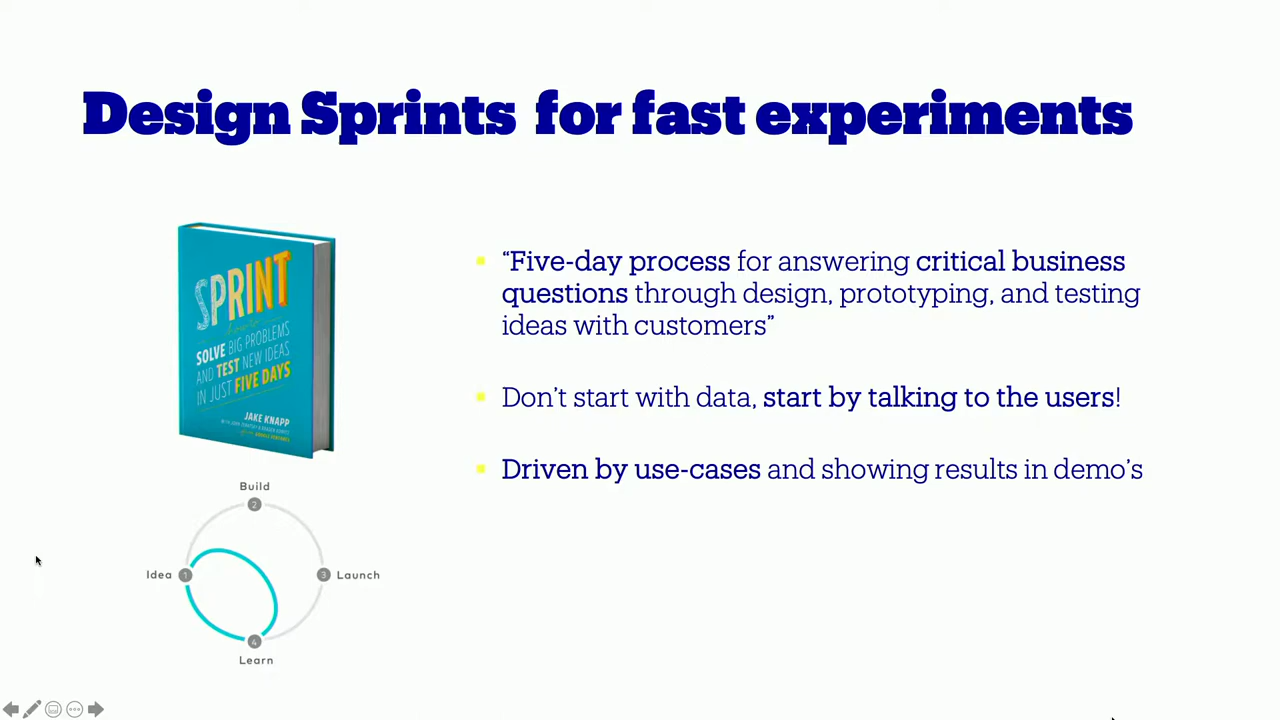 Design Sprints for fast experiments
SPRINT
how to
SOLVE BIG PROBLEMS
AND TEST NEW IDEAS
IN JUST FIVE DAYS
JAKE KNAPP
“Five-day process for answering critical business
questions through design, prototyping, and testing
ideas with customers”
Don’t start with data, start by talking to the users!
Driven by use-cases and showing results in demo’s
Build
2
Idea
1
3
Launch
4
Learn